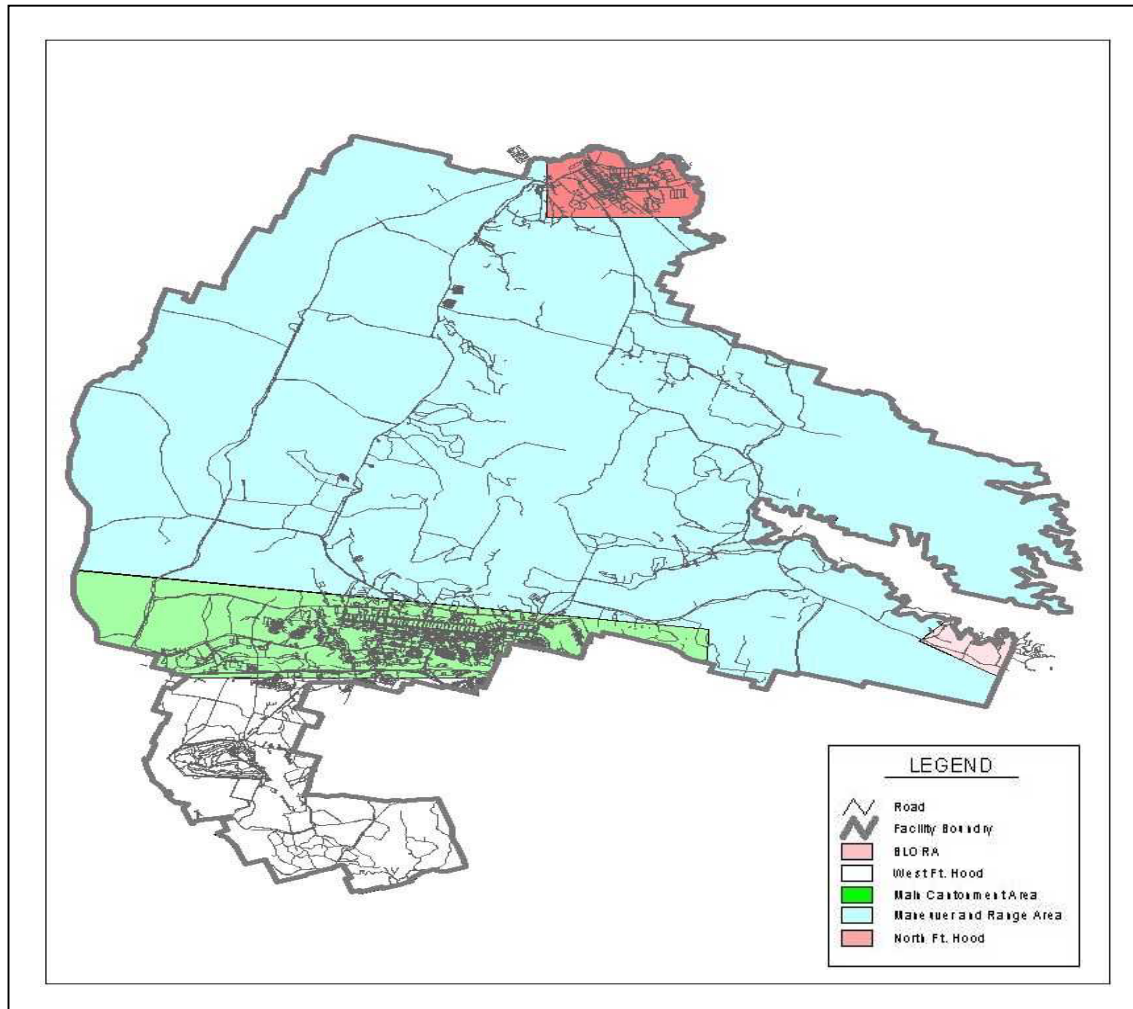 LEGEND
Road
Facility Boundry
BLORA
West Ft. Hood
Main Cantonment Area
Maneuver and Range Area
North Ft. Hood